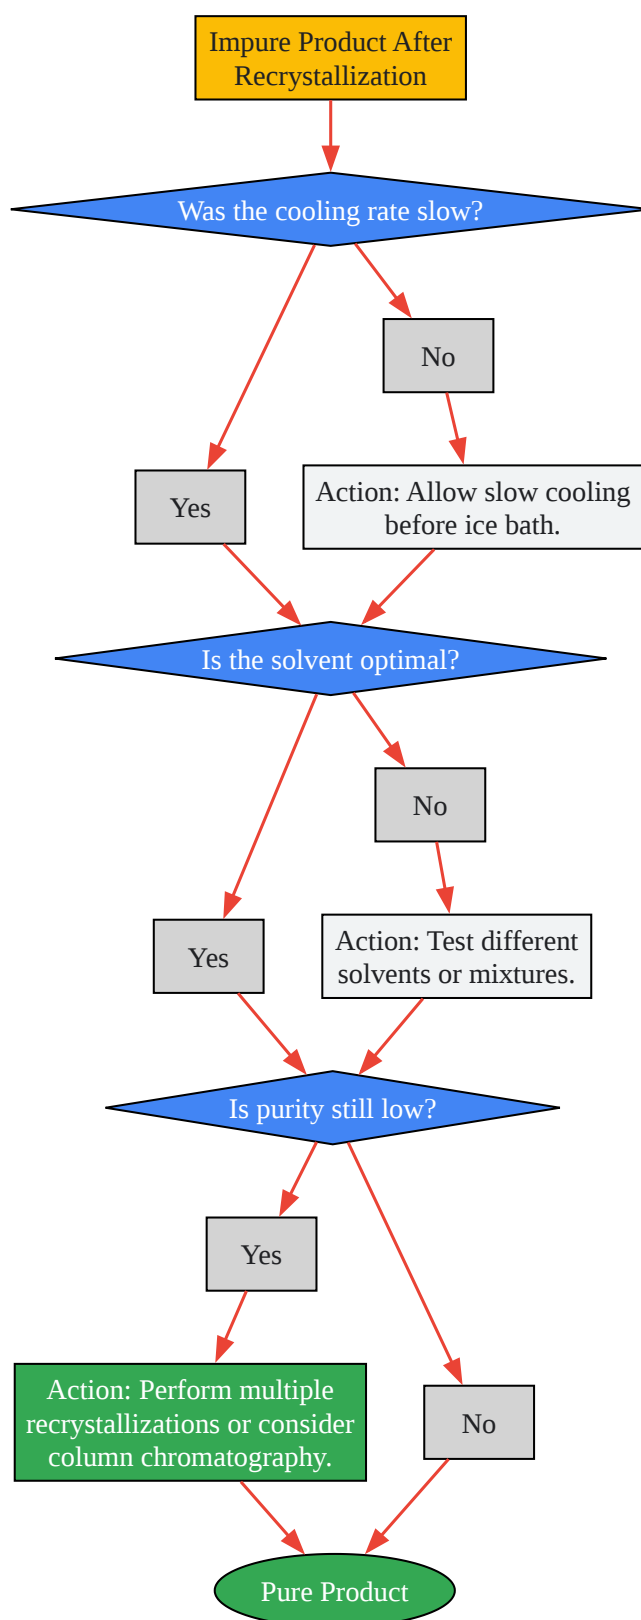 Impure Product After
Recrystallization
Was the cooling rate slow?
No
Yes
Action: Allow slow cooling
before ice bath.
Is the solvent optimal?
No
Yes
Action: Test different
solvents or mixtures.
Is purity still low?
Yes
Action: Perform multiple
recrystallizations or consider
column chromatography.
No
Pure Product